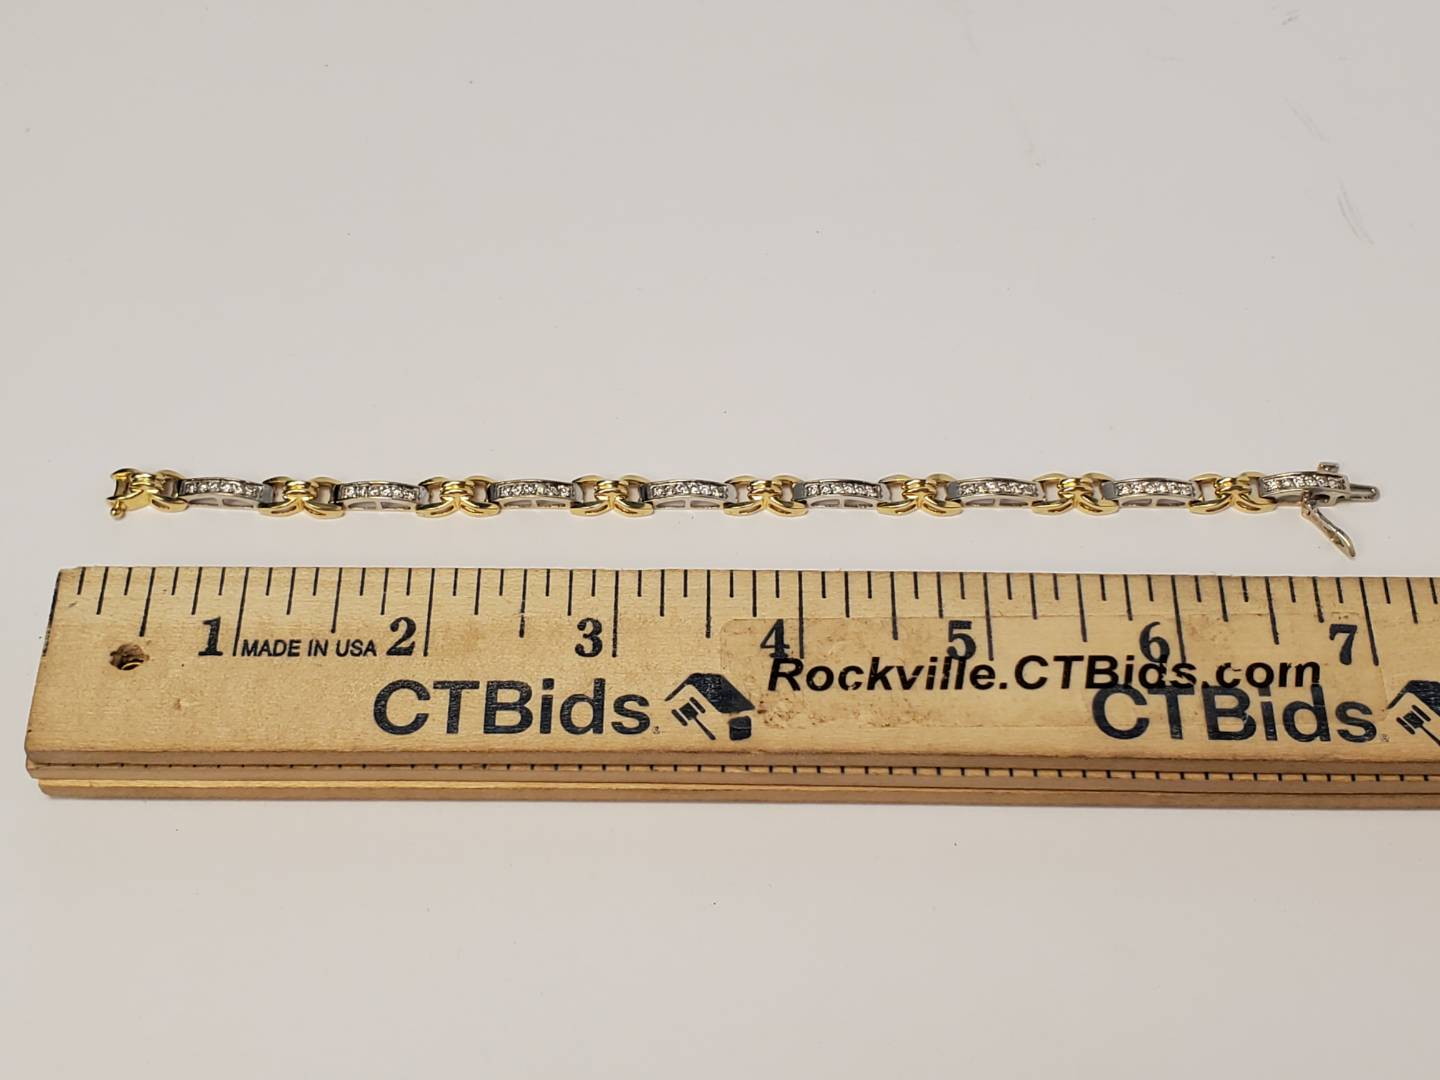 1 2 3 4 5 6 7
MADE IN USA
Rockville.CTBids.com
CTBids. CTBids.